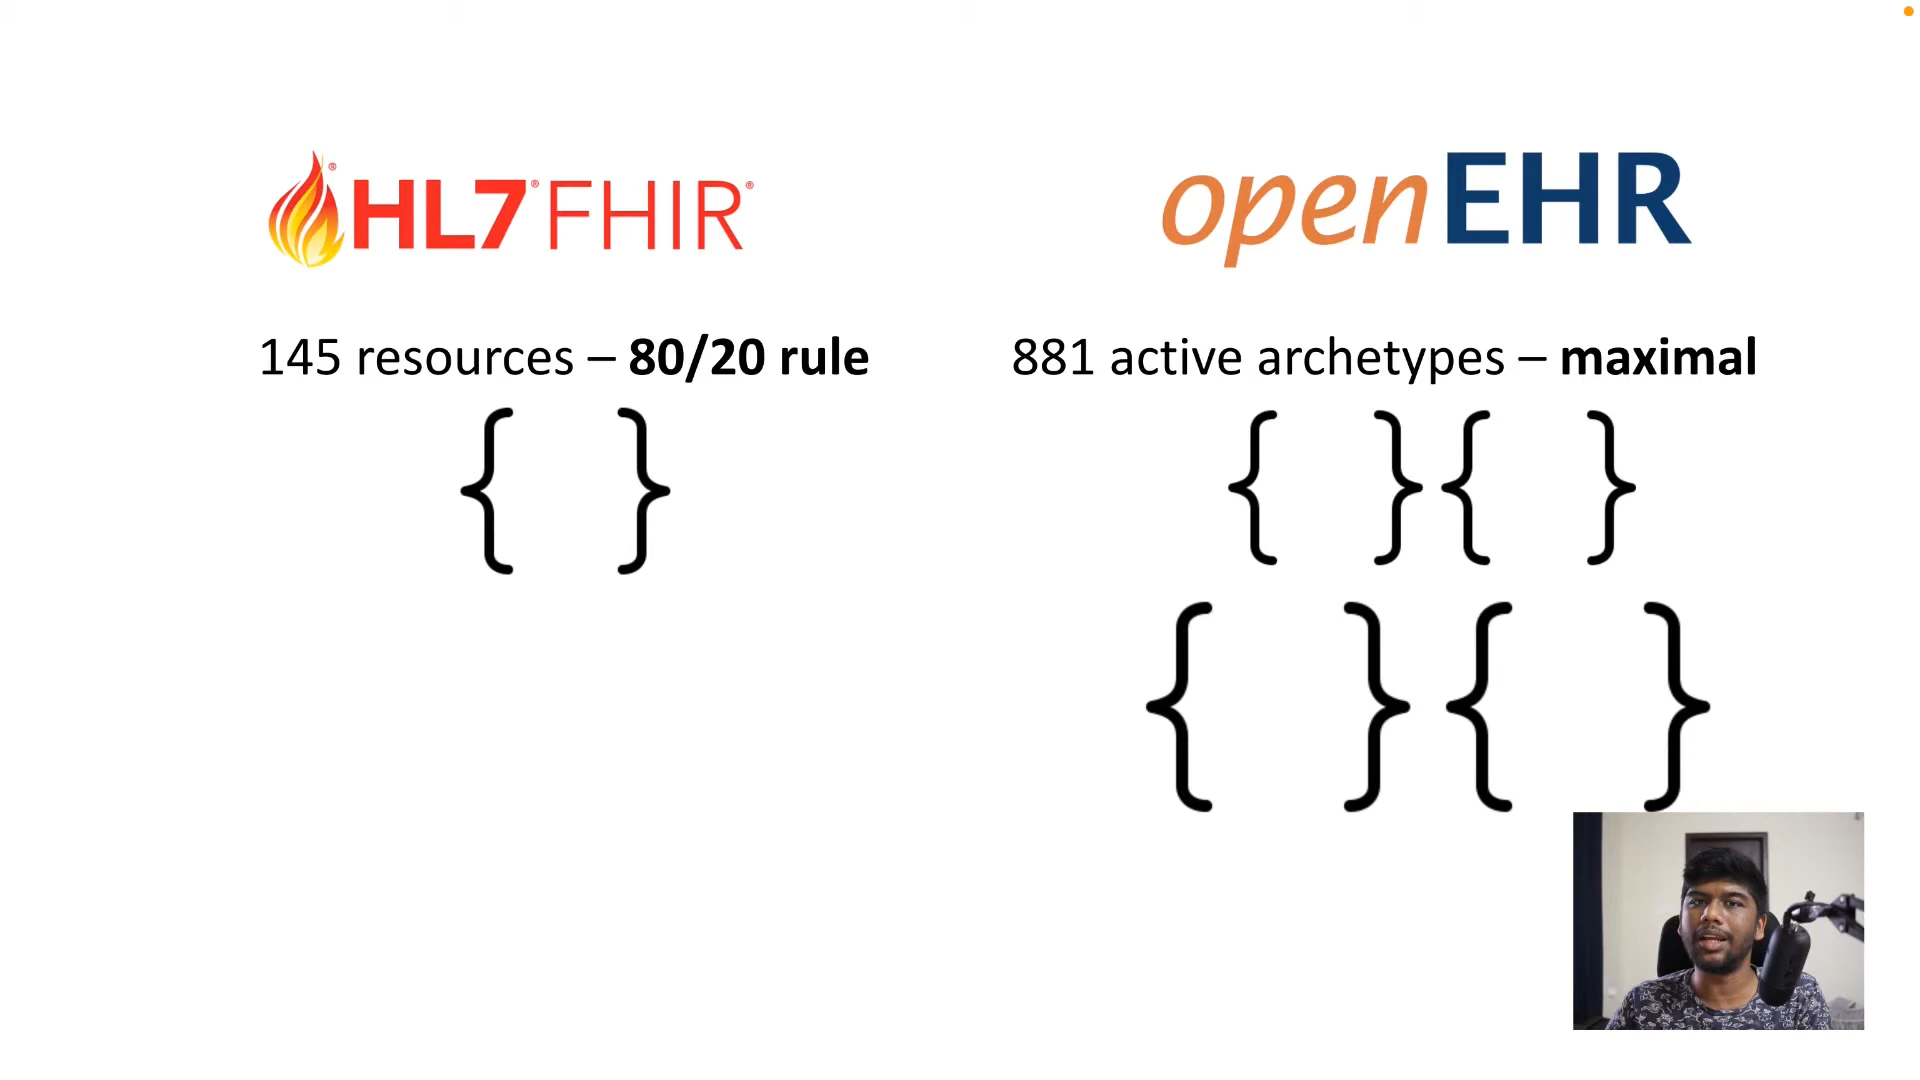 HL7® FHIR®
openEHR
145 resources – 80/20 rule
881 active archetypes – maximal
{ }
{ } { }
{ } { }